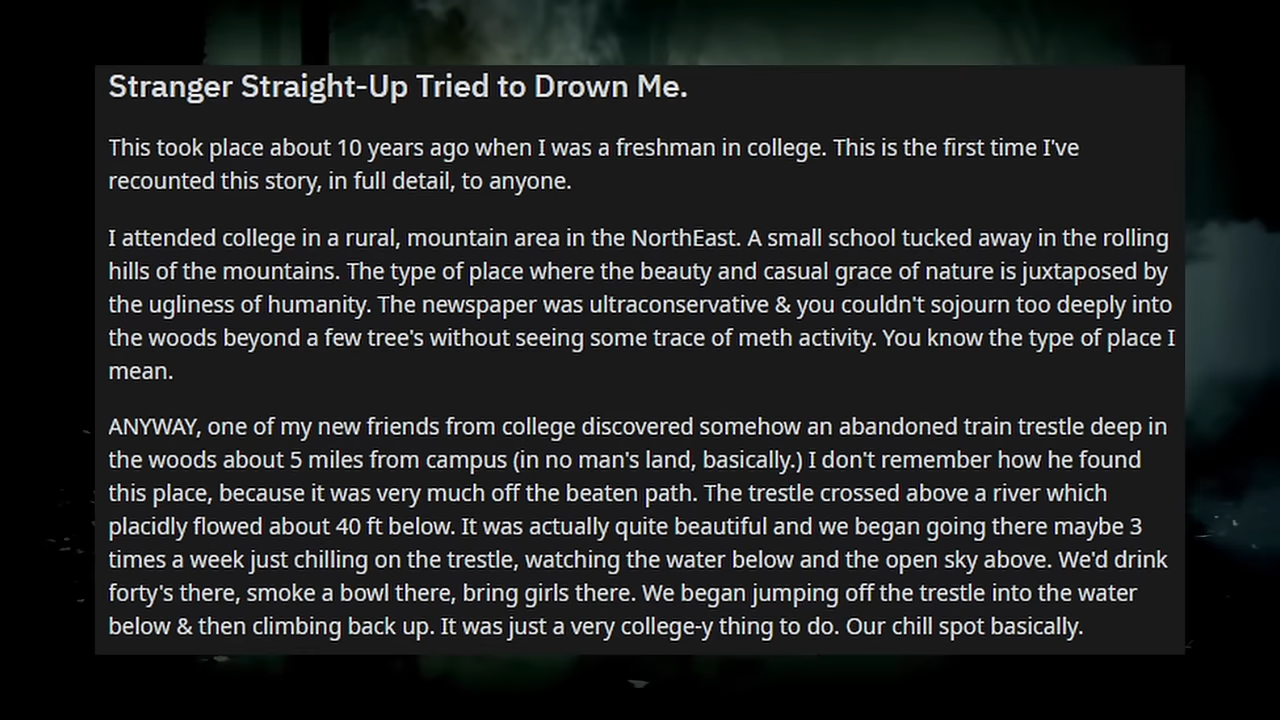 Stranger Straight-Up Tried to Drown Me.
This took place about 10 years ago when I was a freshman in college. This is the first time I've
recounted this story, in full detail, to anyone.
I attended college in a rural, mountain area in the NorthEast. A small school tucked away in the rolling
hills of the mountains. The type of place where the beauty and casual grace of nature is juxtaposed by
the ugliness of humanity. The newspaper was ultraconservative & you couldn't sojourn too deeply into
the woods beyond a few tree's without seeing some trace of meth activity. You know the type of place I
mean.
ANYWAY, one of my new friends from college discovered somehow an abandoned train trestle deep in
the woods about 5 miles from campus (in no man's land, basically.) I don't remember how he found
this place, because it was very much off the beaten path. The trestle crossed above a river which
placidly flowed about 40 ft below. It was actually quite beautiful and we began going there maybe 3
times a week just chilling on the trestle, watching the water below and the open sky above. We'd drink
forty's there, smoke a bowl there, bring girls there. We began jumping off the trestle into the water
below & then climbing back up. It was just a very college-y thing to do. Our chill spot basically.